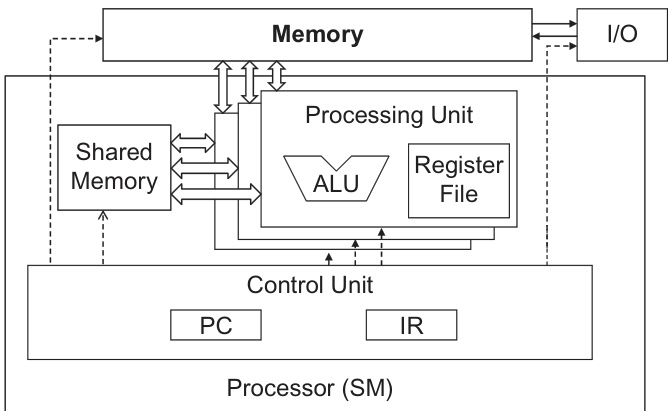 Memory
I/O
Processing Unit
Shared
Memory
ALU
Register
File
Control Unit
PC
IR
Processor (SM)